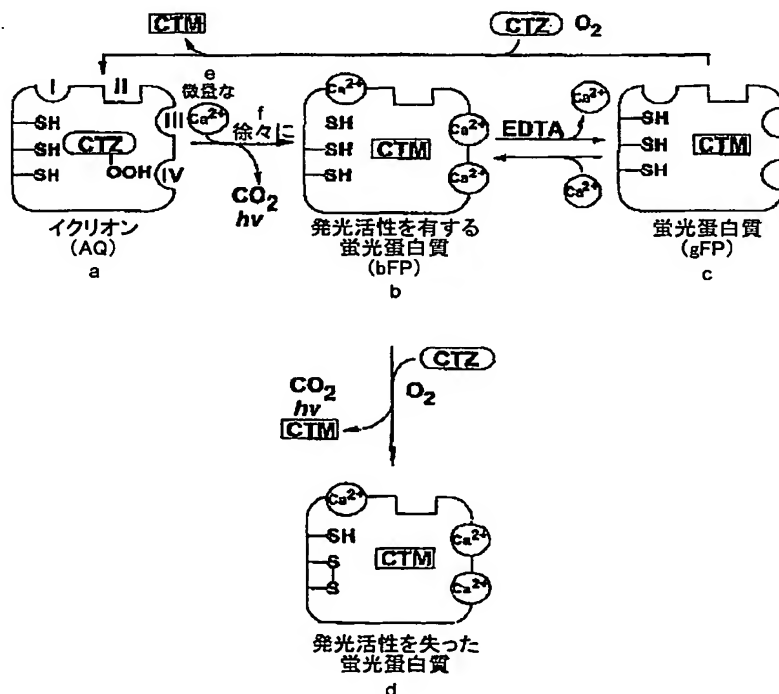 CTM
CTZ O2
e
微量な
Ca2+
f
徐々に
CO2
hv
I II III IV
SH
SH
SH
CTZ
OOH
イクリオン
(AQ)
a
Ca2+
SH
SH
SH
CTM
Ca2+
Ca2+
発光活性を有する
蛍光蛋白質
(bFP)
b
EDTA
Ca2+
Ca2+
SH
SH
SH
CTM
蛍光蛋白質
(gFP)
c
CTZ
O2
CO2
hv
CTM
Ca2+
SH
S
S
CTM
Ca2+
Ca2+
発光活性を失った
蛍光蛋白質
d